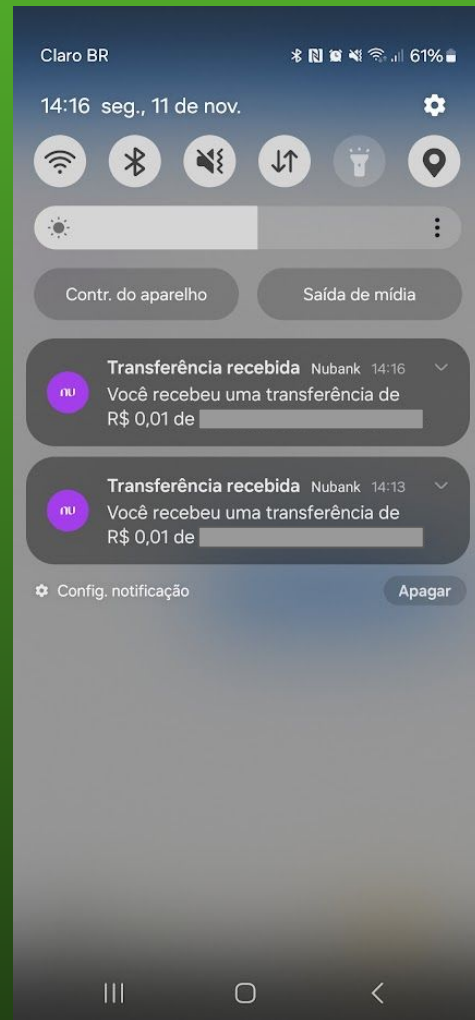 Claro BR 61%
14:16 seg., 11 de nov.
Contr. do aparelho Saída de mídia
Transferência recebida Nubank 14:16
nu
Você recebeu uma transferência de
R$ 0,01 de
Transferência recebida Nubank 14:13
nu
Você recebeu uma transferência de
R$ 0,01 de
Config. notificação Apagar